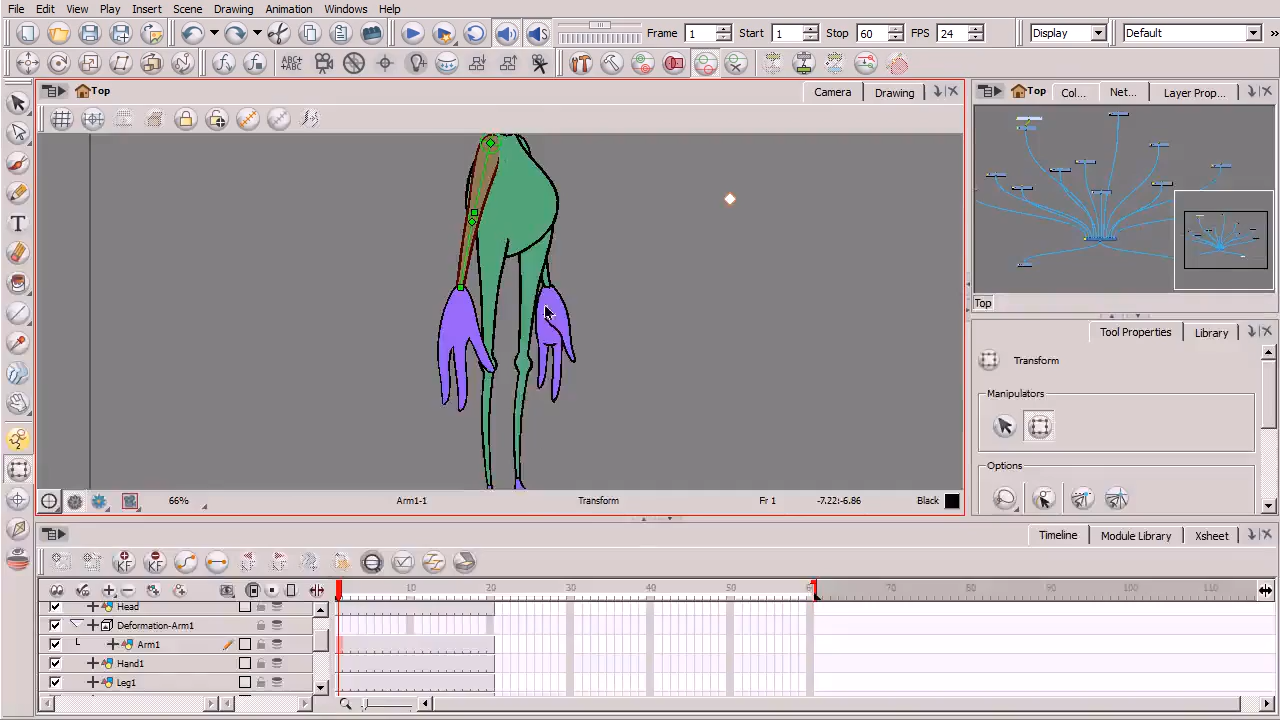 File Edit View Play Insert Scene Drawing Animation Windows Help
Frame 1 Start 1 Stop 60 FPS 24 Display Default
ABC
Top Camera Drawing
Top Col... Net... Layer Prop...
Top
Tool Properties Library
Transform
Manipulators
Options
66% Arm1-1 Transform Fr 1 -7.22:-6.86 Black
Timeline Module Library Xsheet
10 20 30 40 50 6 70 80 90 100 110
Head
Deformation-Arm1
Arm1
Hand1
Leg1